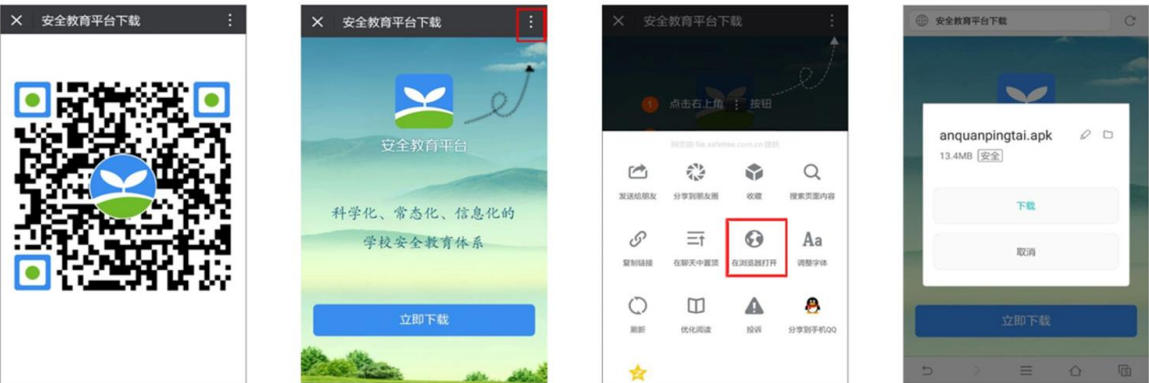 安全教育平台下载
安全教育平台下载
安全教育平台
科学化、常态化、信息化的
学校安全教育体系
立即下载
安全教育平台下载
1 点击右上角 ⋮ 按钮
发送给朋友
分享到朋友圈
收藏
搜索页面内容
复制链接
在聊天中置顶
在浏览器打开
Aa
调整字体
刷新
优化阅读
投诉
分享到手机QQ
安全教育平台下载
anquanpingtai.apk
13.4MB 安全
下载
取消
立即下载